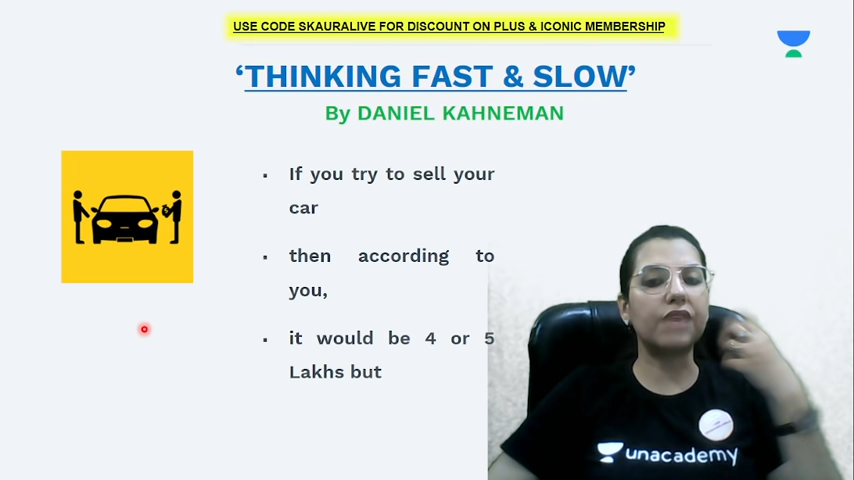 USE CODE SKAURALIVE FOR DISCOUNT ON PLUS & ICONIC MEMBERSHIP
‘THINKING FAST & SLOW’
By DANIEL KAHNEMAN
▪ If you try to sell your
car
▪ then according to
you,
▪ it would be 4 or 5
Lakhs but
unacademy